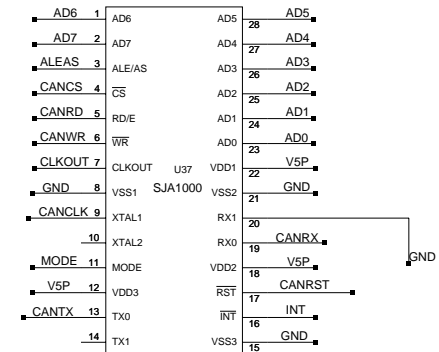 AD6 1 AD6 AD5 28 AD5
AD7 2 AD7 AD4 27 AD4
ALEAS 3 ALE/AS AD3 26 AD3
CANCS 4 CS AD2 25 AD2
CANRD 5 RD/E AD1 24 AD1
CANWR 6 WR AD0 23 AD0
CLKOUT 7 CLKOUT U37 VDD1 22 V5P
GND 8 VSS1 SJA1000 VSS2 21 GND
CANCLK 9 XTAL1 RX1 20 GND
10 XTAL2 RX0 19 CANRX
MODE 11 MODE VDD2 18 V5P
V5P 12 VDD3 RST 17 CANRST
CANTX 13 TX0 INT 16 INT
14 TX1 VSS3 15 GND